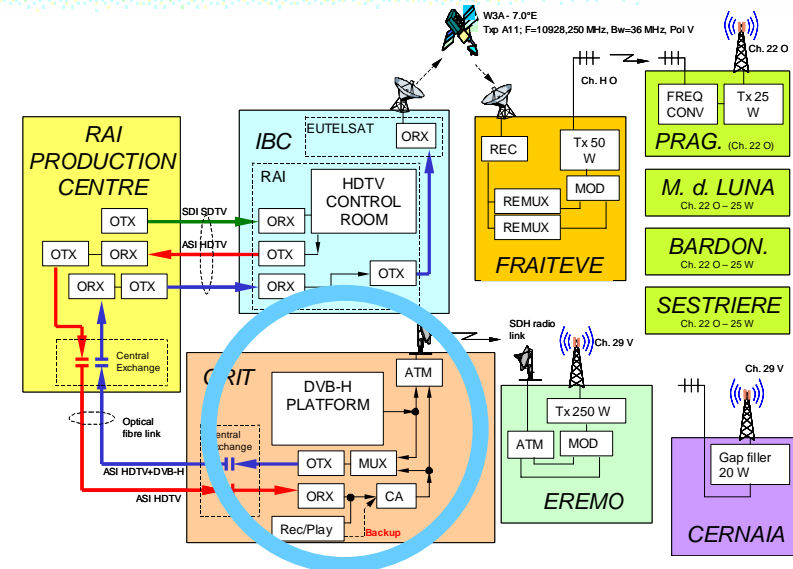 W3A - 7.0°E
Txp A11; F=10928,250 MHz, Bw=36 MHz, Pol V
Ch. 22 O
Ch. H O
RAI
PRODUCTION
CENTRE
OTX
OTX
ORX
ORX
OTX
Central
Exchange
Optical
fibre link
SDI SDTV
ASI HDTV
ASI HDTV+DVB-H
ASI HDTV
IBC
EUTELSAT
ORX
RAI
HDTV
CONTROL
ROOM
ORX
OTX
ORX
OTX
REC
Tx 50
W
MOD
REMUX
REMUX
FRAITEVE
FREQ
CONV
Tx 25
W
PRAG. (Ch. 22 O)
M. d. LUNA
Ch. 22 O – 25 W
BARDON.
Ch. 22 O – 25 W
SESTRIERE
Ch. 22 O – 25 W
CRIT
DVB-H
PLATFORM
ATM
Central
Exchange
OTX
MUX
ORX
CA
Rec/Play
Backup
SDH radio
link
Ch. 29 V
Tx 250 W
ATM
MOD
EREMO
Ch. 29 V
Gap filler
20 W
CERNAIA